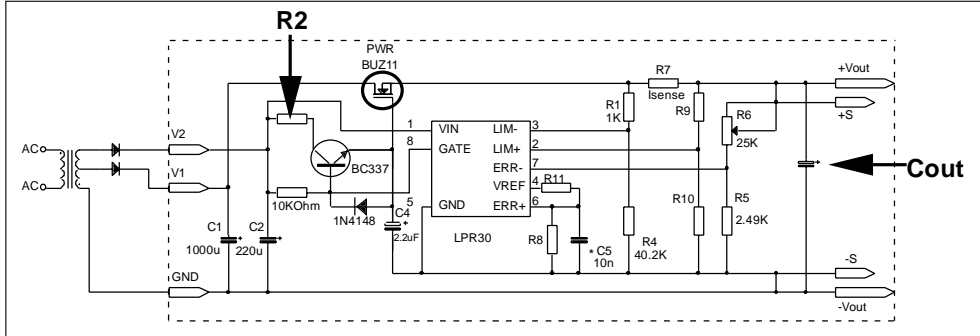 R2
PWR
BUZ11
+Vout
R7
Isense
+S
R1
1K
R9
R6
25K
1
VIN
LIM-
3
V2
8
GATE
LIM+
2
AC
ERR-
7
Cout
BC337
VREF
4
R11
V1
AC
10KOhm
5
GND
ERR+
6
R10
R5
2.49K
1N4148
C4
2.2uF
C1
1000u
C2
220u
LPR30
R8
* C5
10n
R4
40.2K
-S
GND
-Vout